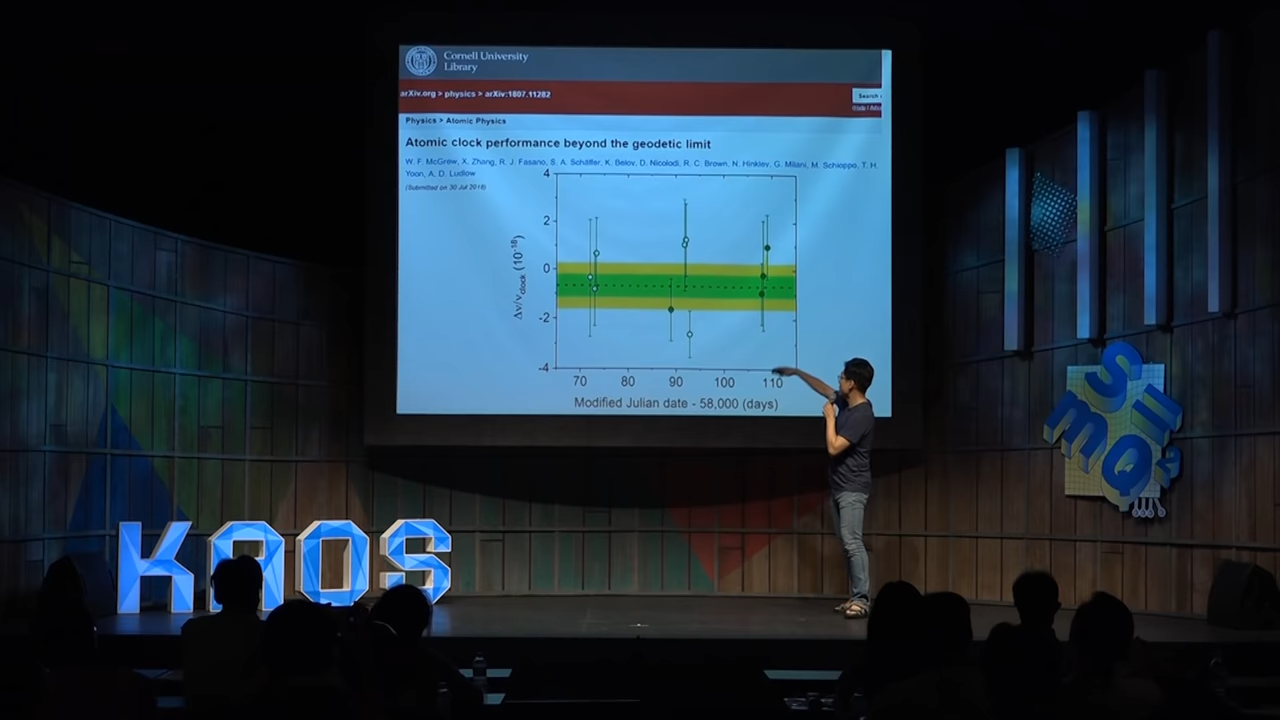 Cornell University
Library
arXiv.org > physics > arXiv:1807.11282
Search
Physics > Atomic Physics
Atomic clock performance beyond the geodetic limit
W. F. McGrew, X. Zhang, R. J. Fasano, S. A. Schäffer, K. Beloy, D. Nicolodi, R. C. Brown, N. Hinkley, G. Milani, M. Schioppo, T. H.
Yoon, A. D. Ludlow
(Submitted on 30 Jul 2018)
4
2
0
-2
-4
Δν/νclock (10⁻¹⁸)
70 80 90 100 110
Modified Julian date - 58,000 (days)
KAOS